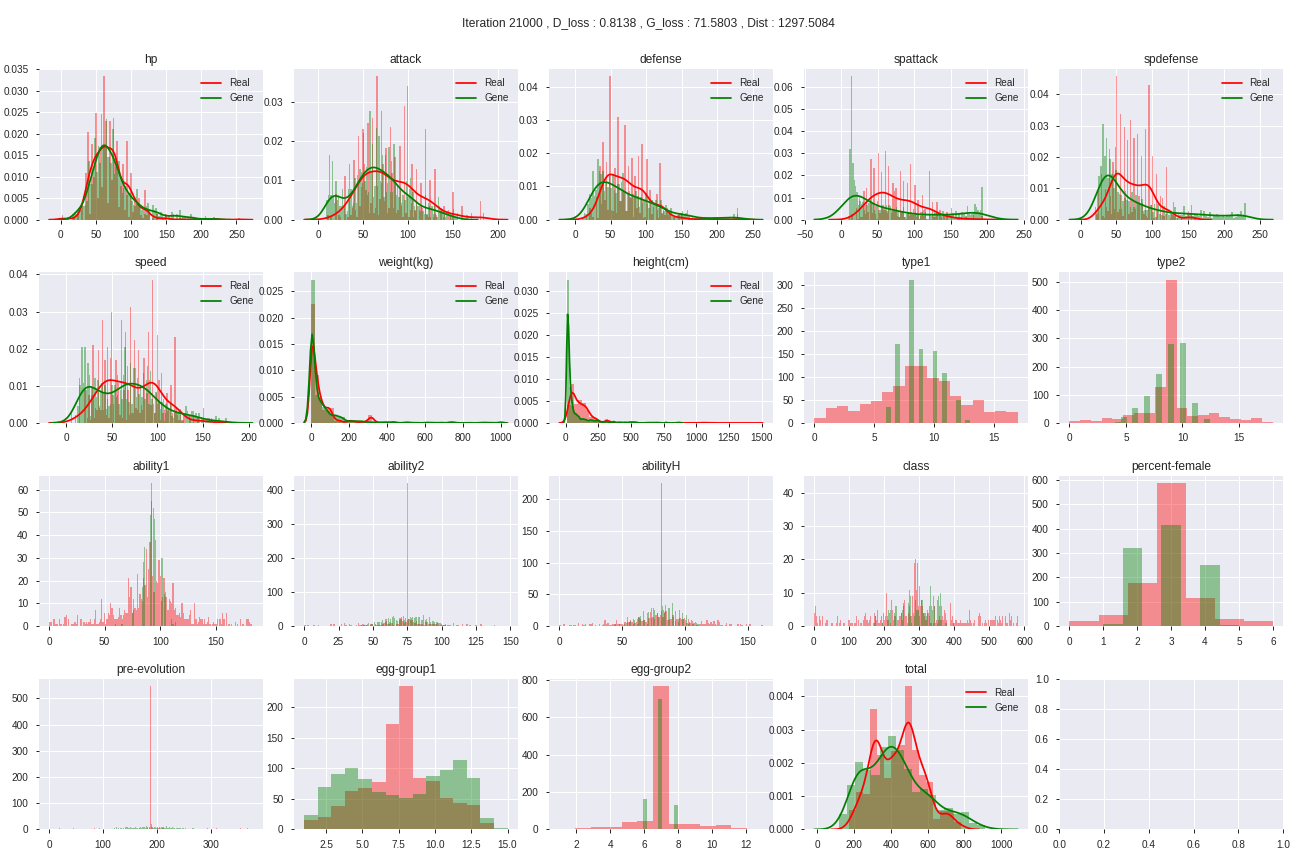 Iteration 21000 , D_loss : 0.8138 , G_loss : 71.5803 , Dist : 1297.5084
hp
0.035
0.030
0.025
0.020
0.015
0.010
0.005
0.000
0 50 100 150 200 250
Real
Gene
attack
0.03
0.02
0.01
0.00
0 50 100 150 200
Real
Gene
defense
0.04
0.03
0.02
0.01
0.00
0 50 100 150 200 250
Real
Gene
spattack
0.06
0.05
0.04
0.03
0.02
0.01
0.00
−50 0 50 100 150 200 250
Real
Gene
spdefense
0.04
0.03
0.02
0.01
0.00
0 50 100 150 200 250
Real
Gene
speed
0.04
0.03
0.02
0.01
0.00
0 50 100 150 200
Real
Gene
weight(kg)
0.025
0.020
0.015
0.010
0.005
0.000
0 200 400 600 800 1000
Real
Gene
height(cm)
0.030
0.025
0.020
0.015
0.010
0.005
0.000
0 250 500 750 1000 1250 1500
Real
Gene
type1
300
250
200
150
100
50
0
0 5 10 15
type2
500
400
300
200
100
0
0 5 10 15
ability1
60
50
40
30
20
10
0
0 50 100 150
ability2
400
300
200
100
0
0 25 50 75 100 125 150
abilityH
200
150
100
50
0
0 50 100 150
class
40
30
20
10
0
0 100 200 300 400 500 600
percent-female
600
500
400
300
200
100
0
0 1 2 3 4 5 6
pre-evolution
500
400
300
200
100
0
0 100 200 300
egg-group1
200
150
100
50
0
2.5 5.0 7.5 10.0 12.5 15.0
egg-group2
800
600
400
200
0
2 4 6 8 10 12
total
0.004
0.003
0.002
0.001
0.000
0 200 400 600 800 1000
Real
Gene
1.0
0.8
0.6
0.4
0.2
0.0
0.0 0.2 0.4 0.6 0.8 1.0